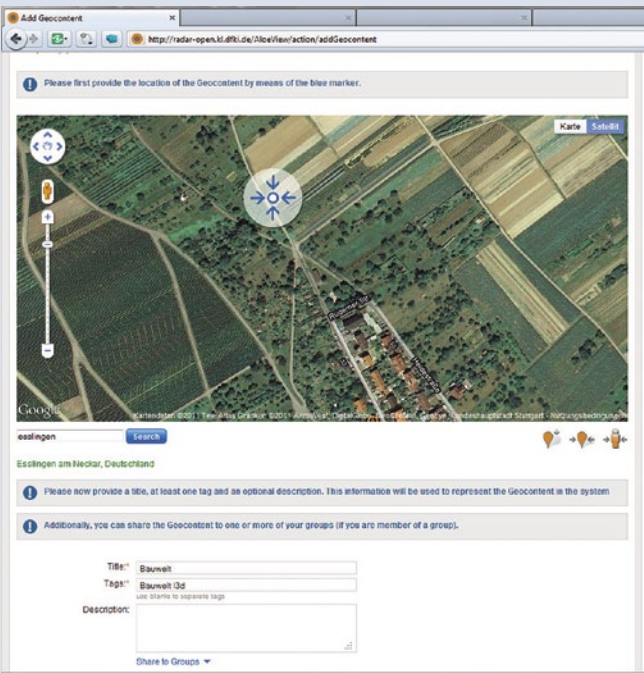 Add Geocontent
http://radar-open.kl.dfki.de/AloeView/action/addGeocontent
Please first provide the location of the Geocontent by means of the blue marker.
Karte Satellit
Google
esslingen
Search
Esslingen am Neckar, Deutschland
Please now provide a title, at least one tag and an optional description. This information will be used to represent the Geocontent in the system
Additionally, you can share the Geocontent to one or more of your groups (if you are member of a group).
Title:* Bauwelt
Tags:* Bauwelt l3d
use blanks to separate tags
Description:
Share to Groups